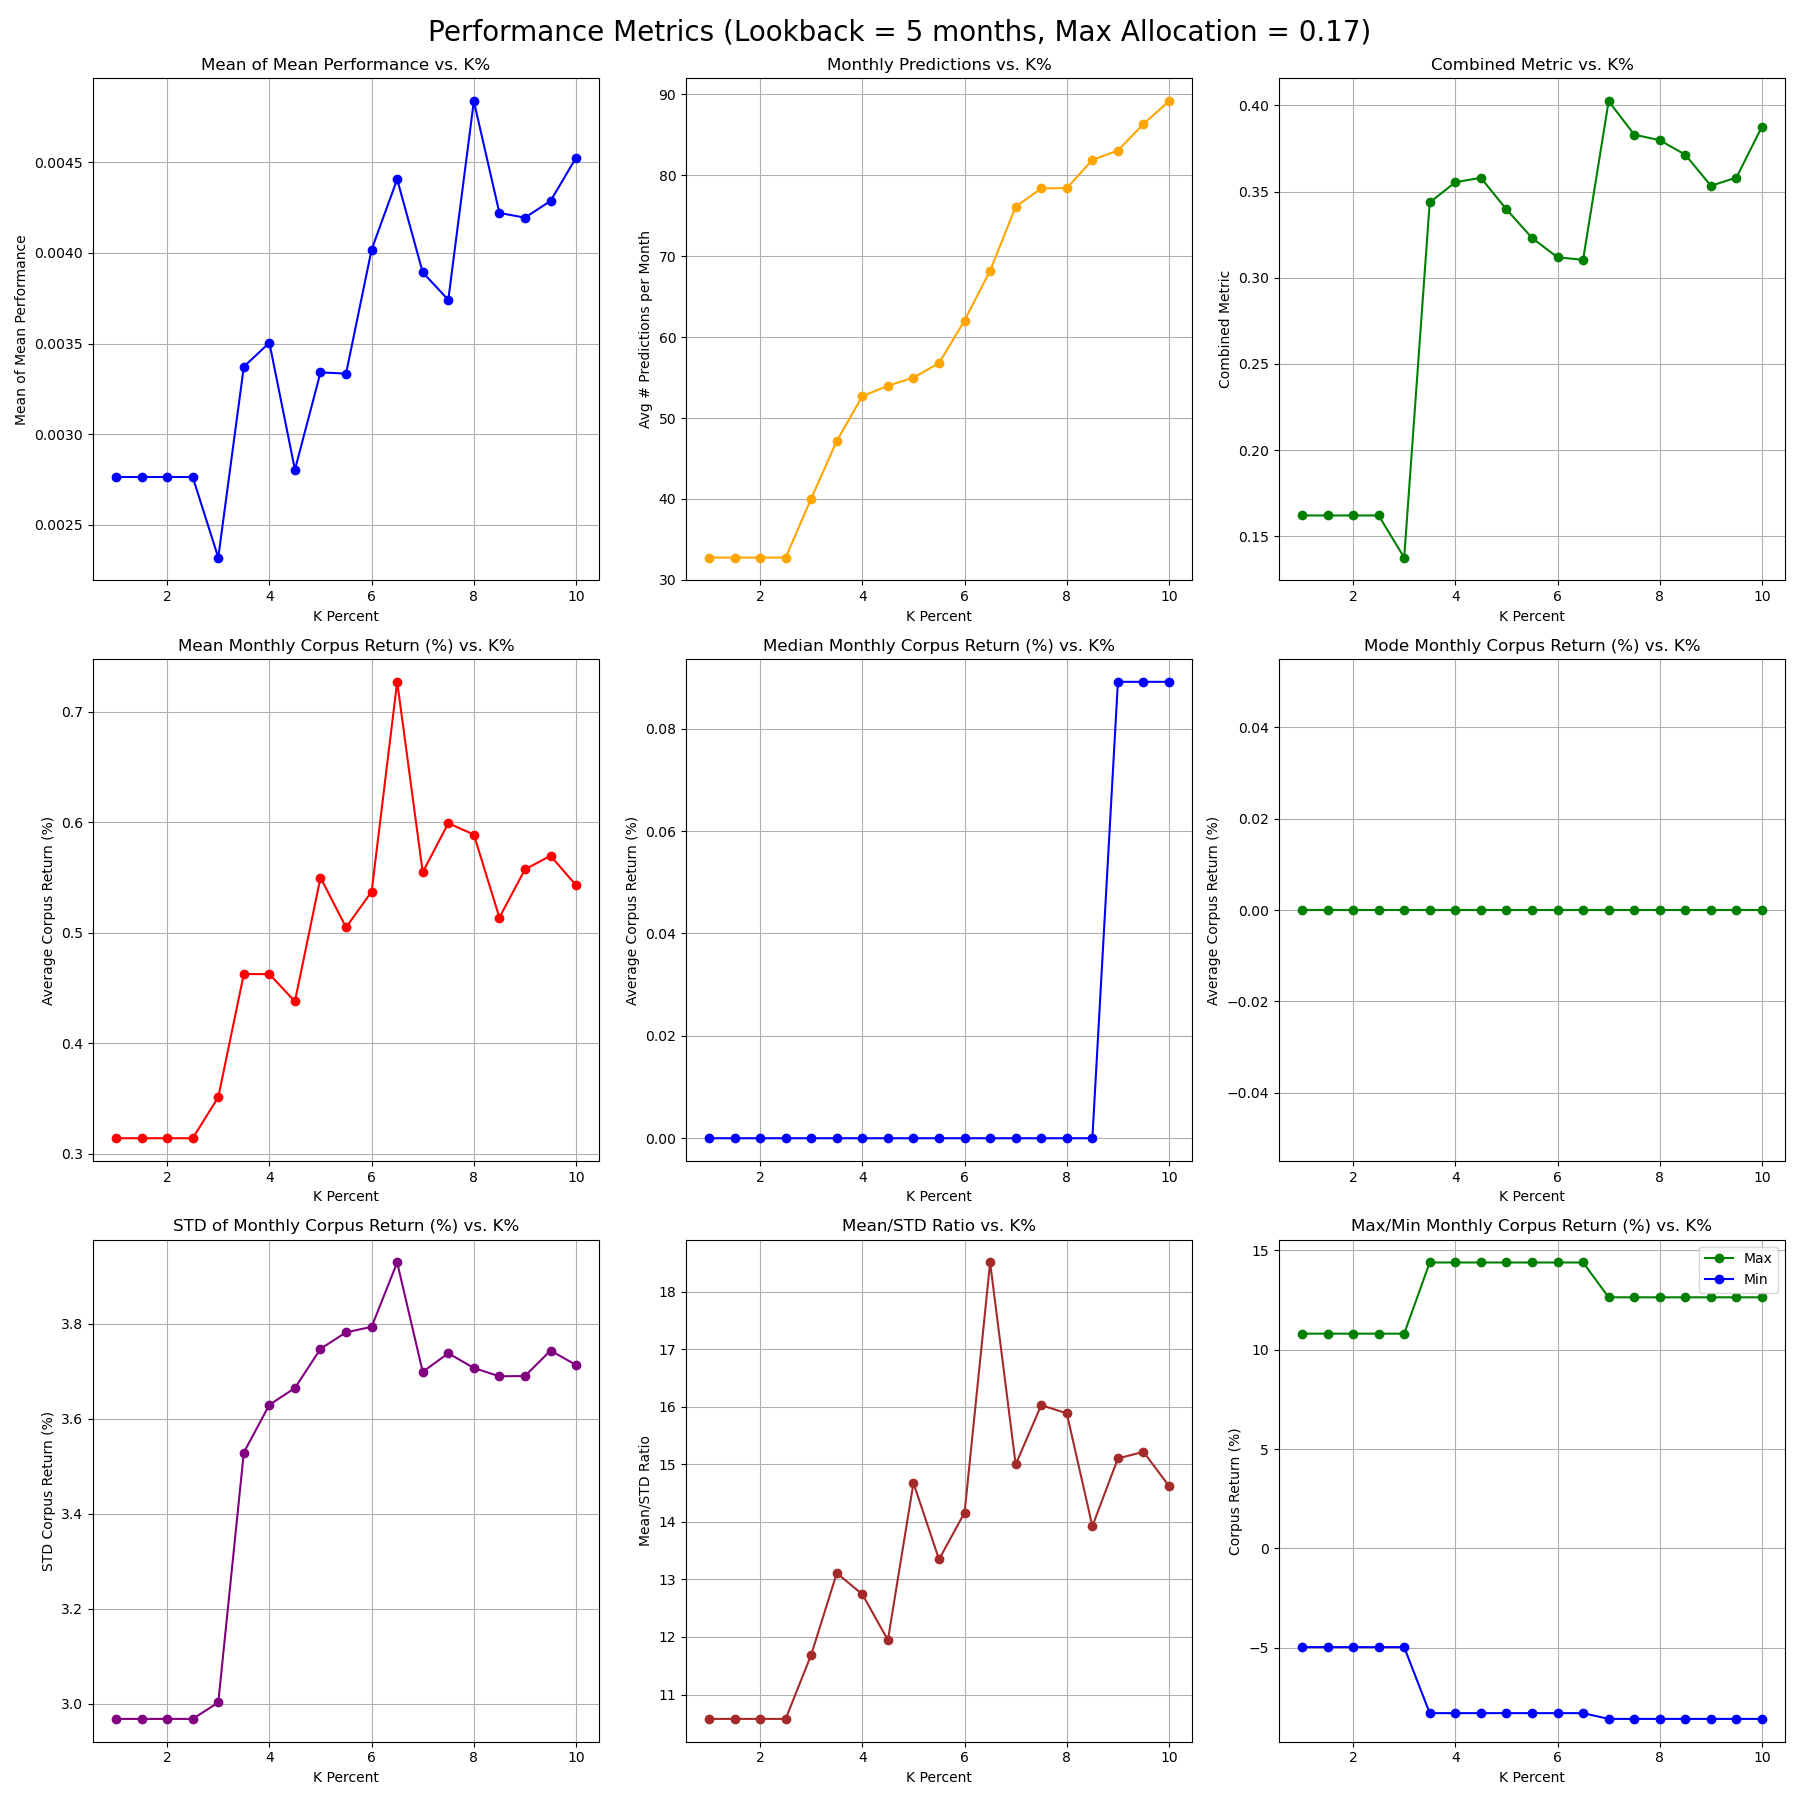 Performance Metrics (Lookback = 5 months, Max Allocation = 0.17)
Mean of Mean Performance vs. K%
Mean of Mean Performance
0.0045
0.0040
0.0035
0.0030
0.0025
2 4 6 8 10
K Percent
Monthly Predictions vs. K%
Avg # Predictions per Month
90
80
70
60
50
40
30
2 4 6 8 10
K Percent
Combined Metric vs. K%
Combined Metric
0.40
0.35
0.30
0.25
0.20
0.15
2 4 6 8 10
K Percent
Mean Monthly Corpus Return (%) vs. K%
Average Corpus Return (%)
0.7
0.6
0.5
0.4
0.3
2 4 6 8 10
K Percent
Median Monthly Corpus Return (%) vs. K%
Average Corpus Return (%)
0.08
0.06
0.04
0.02
0.00
2 4 6 8 10
K Percent
Mode Monthly Corpus Return (%) vs. K%
Average Corpus Return (%)
0.04
0.02
0.00
−0.02
−0.04
2 4 6 8 10
K Percent
STD of Monthly Corpus Return (%) vs. K%
STD Corpus Return (%)
3.8
3.6
3.4
3.2
3.0
2 4 6 8 10
K Percent
Mean/STD Ratio vs. K%
Mean/STD Ratio
18
17
16
15
14
13
12
11
2 4 6 8 10
K Percent
Max/Min Monthly Corpus Return (%) vs. K%
Corpus Return (%)
15
10
5
0
−5
Max
Min
2 4 6 8 10
K Percent